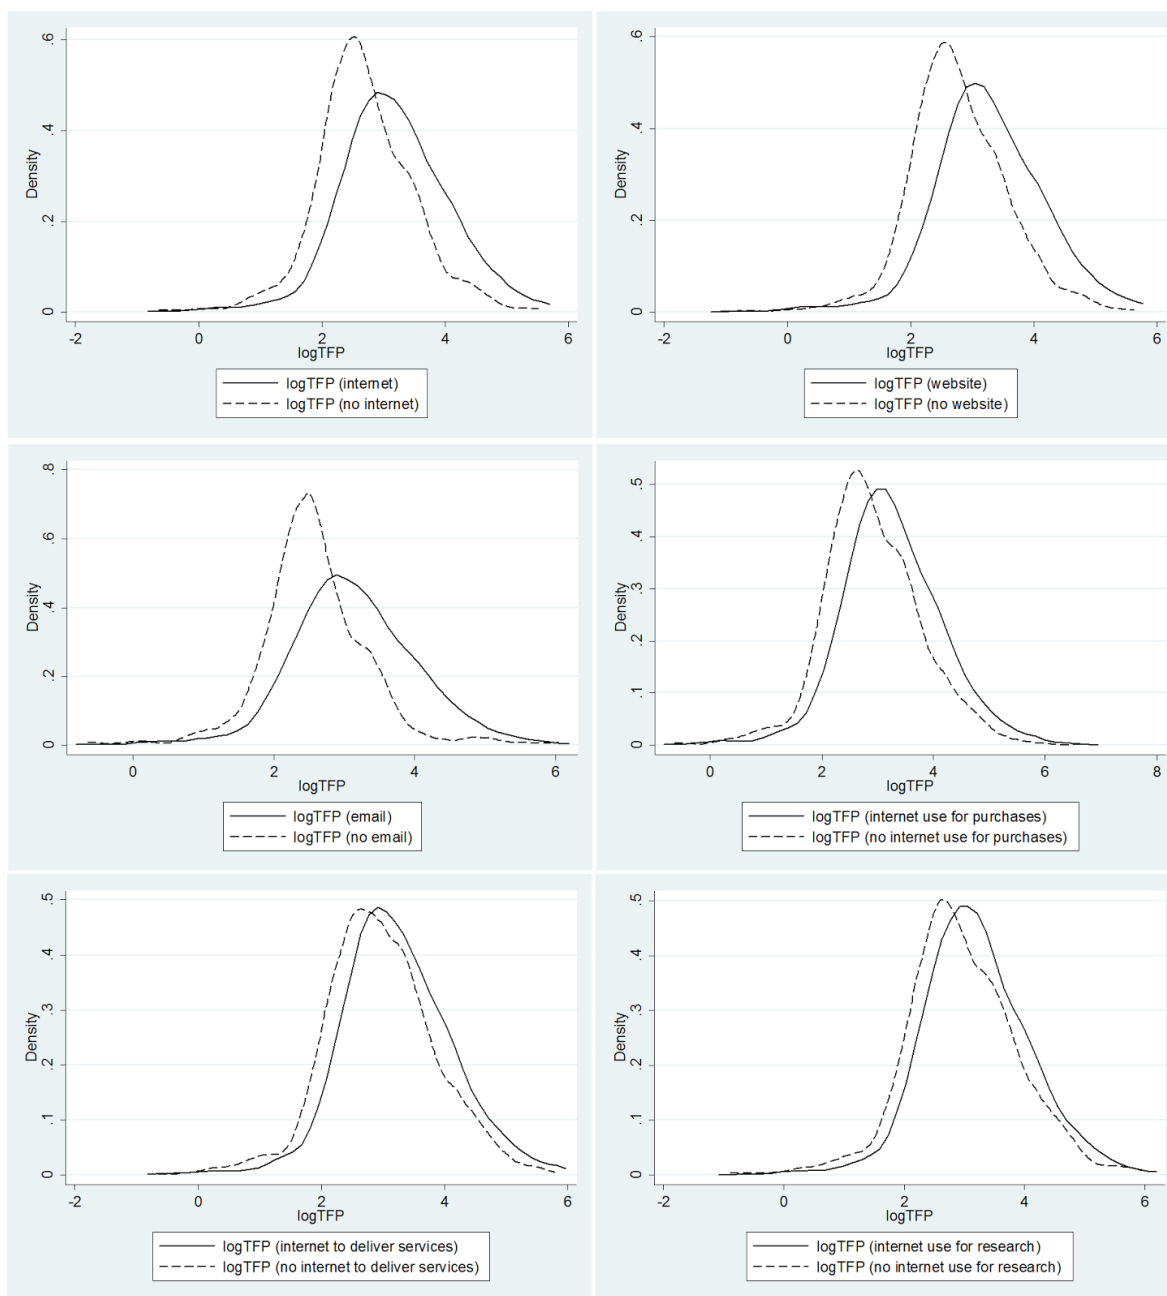 .6
.4
.2
0
Density
-2 0 2 4 6
logTFP
logTFP (internet)
logTFP (no internet)
.6
.4
.2
0
Density
-2 0 2 4 6
logTFP
logTFP (website)
logTFP (no website)
.8
.6
.4
.2
0
Density
0 2 4 6
logTFP
logTFP (email)
logTFP (no email)
.5
.4
.3
.2
.1
0
Density
0 2 4 6 8
logTFP
logTFP (internet use for purchases)
logTFP (no internet use for purchases)
.5
.4
.3
.2
.1
0
Density
-2 0 2 4 6
logTFP
logTFP (internet to deliver services)
logTFP (no internet to deliver services)
.5
.4
.3
.2
.1
0
Density
-2 0 2 4 6
logTFP
logTFP (internet use for research)
logTFP (no internet use for research)